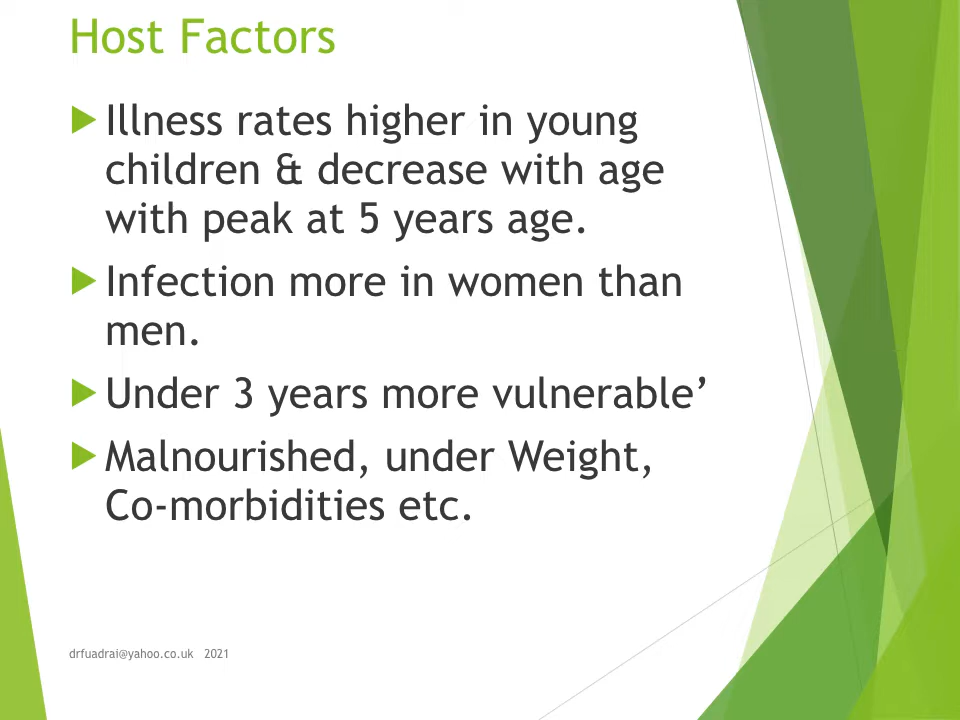 Host Factors
Illness rates higher in young
children & decrease with age
with peak at 5 years age.
Infection more in women than
men.
Under 3 years more vulnerable’
Malnourished, under Weight,
Co-morbidities etc.
drfuadrai@yahoo.co.uk 2021